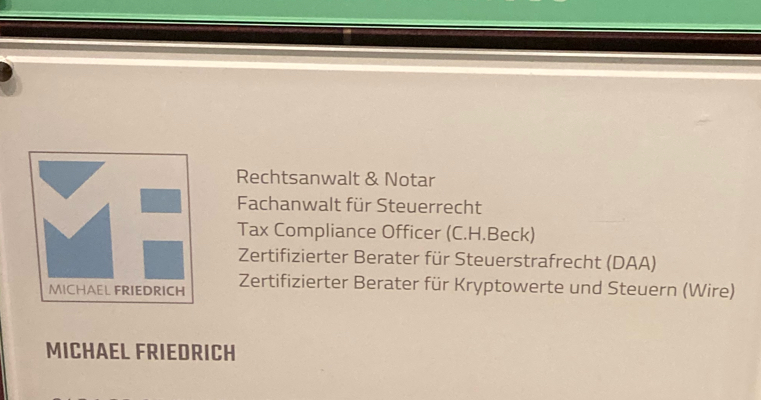 MICHAEL FRIEDRICH
Rechtsanwalt & Notar
Fachanwalt für Steuerrecht
Tax Compliance Officer (C.H.Beck)
Zertifizierter Berater für Steuerstrafrecht (DAA)
Zertifizierter Berater für Kryptowerte und Steuern (Wire)
MICHAEL FRIEDRICH